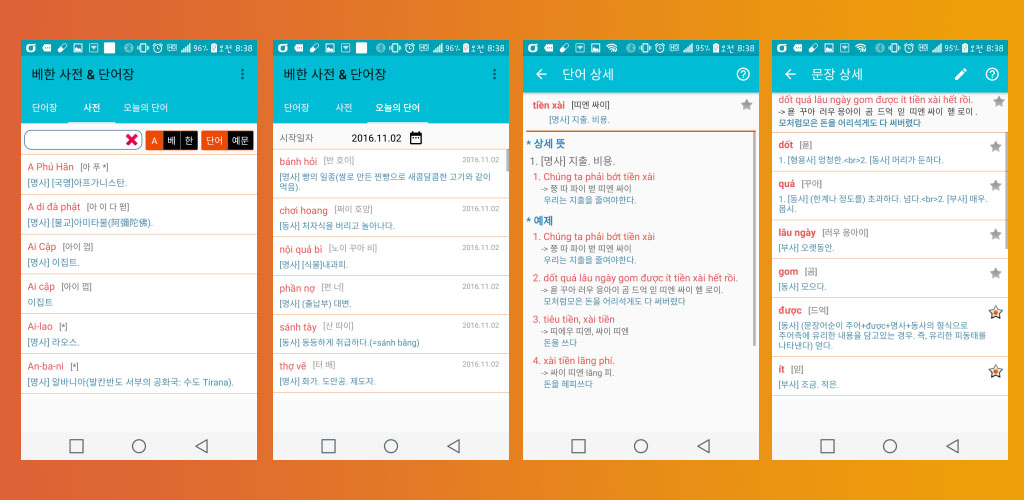 96% 오전 8:38
베한 사전 & 단어장
단어장 사전 오늘의 단어
A 베 한 단어 예문
A Phú Hãn [아 푸 *]
[명사] [국명]아프가니스탄.
A di đà phật [아 이 다 펃]
[명사] [불교]아미타불(阿彌陀佛).
Ai Cập [아이 껍]
[명사] 이집트.
Ai cập [아이 껍]
이집트
Ai-lao [*]
[명사] 라오스.
An-ba-ni [*]
[명사] 알바니아(발칸반도 서부의 공화국: 수도 Tirana).
96% 오전 8:38
베한 사전 & 단어장
단어장 사전 오늘의 단어
시작일자 2016.11.02
bánh hỏi [반 호이] 2016.11.02
[명사] 빵의 일종(쌀로 만든 찐빵으로 새콤달콤한 고기와 같이
먹음).
chơi hoang [쩌이 호앙] 2016.11.02
[동사] 처자식을 버리고 놀아나다.
nội quả bì [노이 꾸아 비] 2016.11.02
[명사] [식물]내과피.
phần nợ [펀 너] 2016.11.02
[명사] (출납부) 대변.
sánh tày [산 따이] 2016.11.02
[동사] 동등하게 취급하다.(=sánh bằng)
thợ vẽ [터 배] 2016.11.02
[명사] 화가. 도안공. 제도자.
95% 오전 8:38
단어 상세
tiền xài [띠엔 싸이]
[명사] 지출. 비용.
* 상세 뜻
1. [명사] 지출. 비용.
1. Chúng ta phải bớt tiền xài
-> 쭝 따 파이 벋 띠엔 싸이
우리는 지출을 줄여야한다.
* 예제
1. Chúng ta phải bớt tiền xài
-> 쭝 따 파이 벋 띠엔 싸이
우리는 지출을 줄여야한다.
2. dốt quá lâu ngày gom được ít tiền xài hết rồi.
-> 욛 꾸아 러우 응아이 곰 드억 읻 띠엔 싸이 헫 로이.
모처럼모은 돈을 어리석게도 다 써버렸다
3. tiêu tiền, xài tiền
-> 띠에우 띠엔, 싸이 띠엔
돈을 쓰다
4. xài tiền lãng phí.
-> 싸이 띠엔 lãng 피.
돈을 헤피쓰다
95% 오전 8:38
문장 상세
dốt quá lâu ngày gom được ít tiền xài hết rồi.
-> 욛 꾸아 러우 응아이 곰 드억 읻 띠엔 싸이 헫 로이 .
모처럼모은 돈을 어리석게도 다 써버렸다
dốt [욛]
1. [형용사] 멍청한.<br>2. [동사] 머리가 둔하다.
quá [꾸아]
1. [동사] (한계나 정도를) 초과하다. 넘다.<br>2. [부사] 매우.
몹시.
lâu ngày [러우 응아이]
[부사] 오랫동안.
gom [곰]
[동사] 모으다.
được [드억]
[동사] (문장어순이 주어+được+명사+동사의 형식으로
주어측에 유리한 내용을 담고있는 경우. 즉, 유리한 피동태를
나타낸다) 얻다.
ít [읻]
[부사] 조금. 적은.